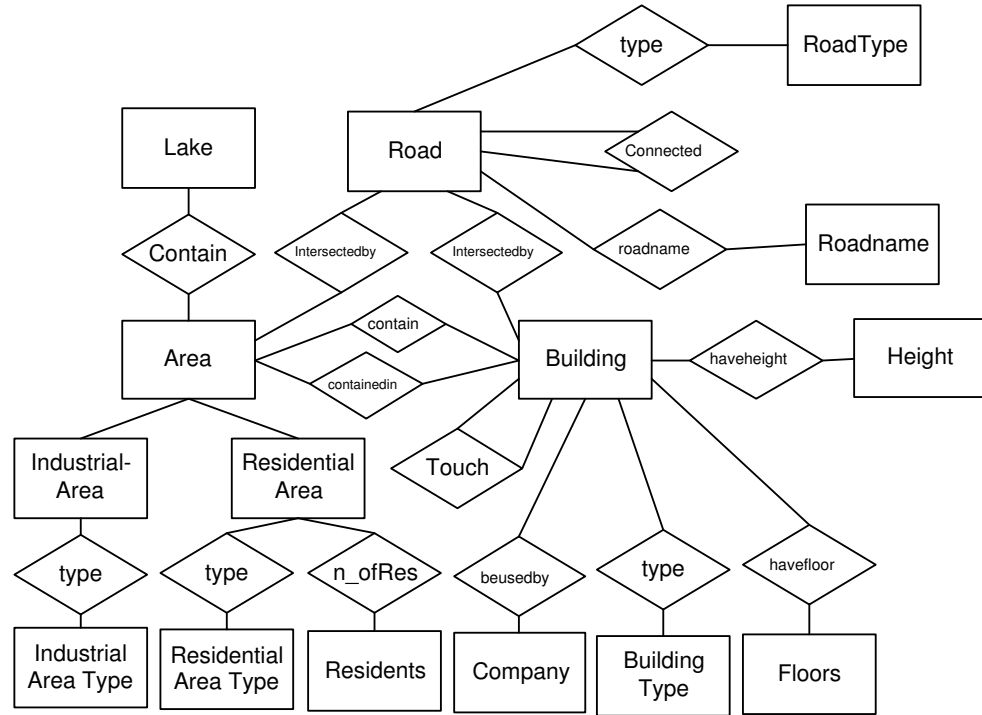 type
RoadType
Lake
Road
Connected
Contain
Intersectedby
Intersectedby
roadname
Roadname
contain
Area
containedin
Building
haveheight
Height
Industrial-
Area
Residential
Area
Touch
type
type
n_ofRes
beusedby
type
havefloor
Industrial
Area Type
Residential
Area Type
Residents
Company
Building
Type
Floors